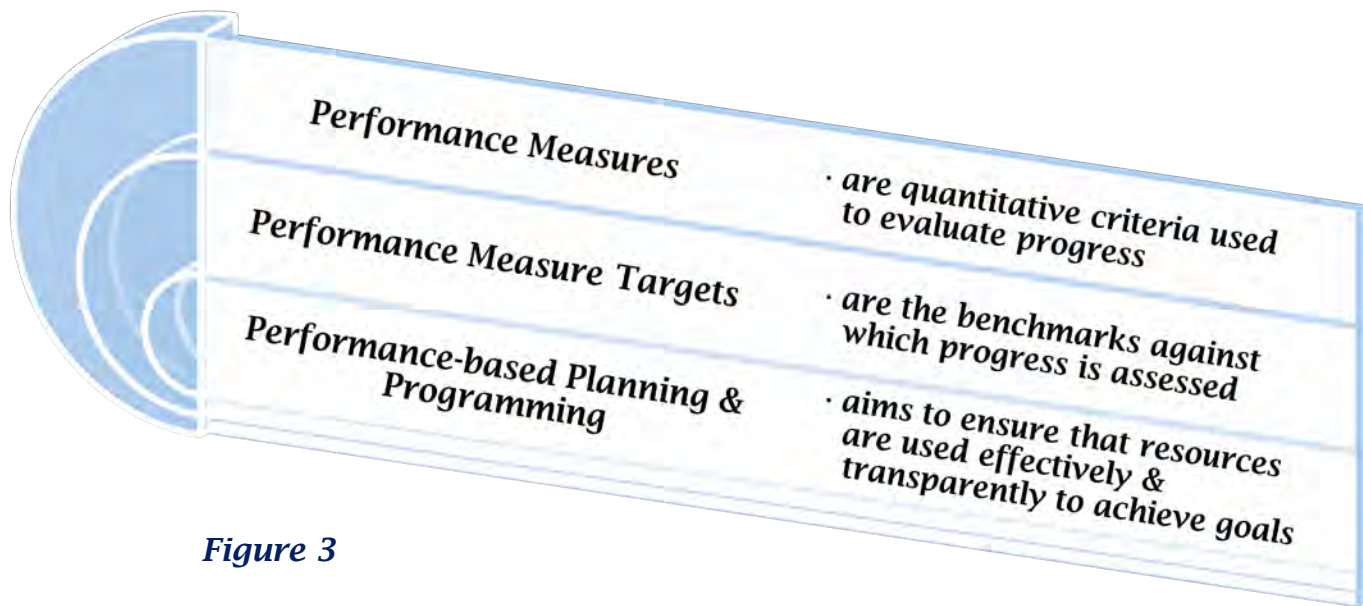 Performance Measures
· are quantitative criteria used
to evaluate progress
Performance Measure Targets
· are the benchmarks against
which progress is assessed
Performance-based Planning &
Programming
· aims to ensure that resources
are used effectively &
transparently to achieve goals
Figure 3